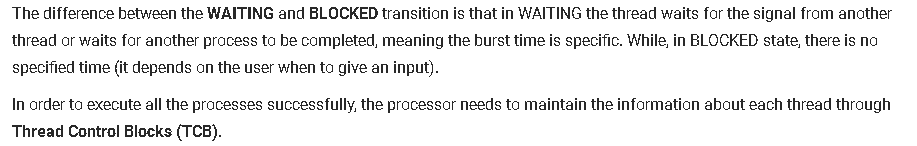 The difference between the WAITING and BLOCKED transition is that in WAITING the thread waits for the signal from another
thread or waits for another process to be completed, meaning the burst time is specific. While, in BLOCKED state, there is no
specified time (it depends on the user when to give an input).
In order to execute all the processes successfully, the processor needs to maintain the information about each thread through
Thread Control Blocks (TCB).